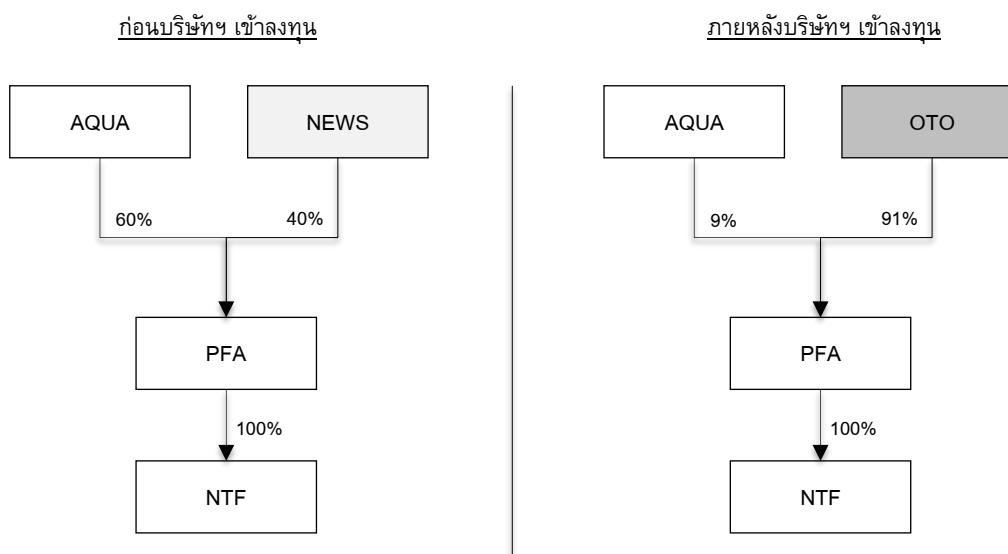 ก่อนบริษัทฯ เข้าลงทุน
AQUA
NEWS
60%
40%
PFA
100%
NTF
ภายหลังบริษัทฯ เข้าลงทุน
AQUA
OTO
9%
91%
PFA
100%
NTF